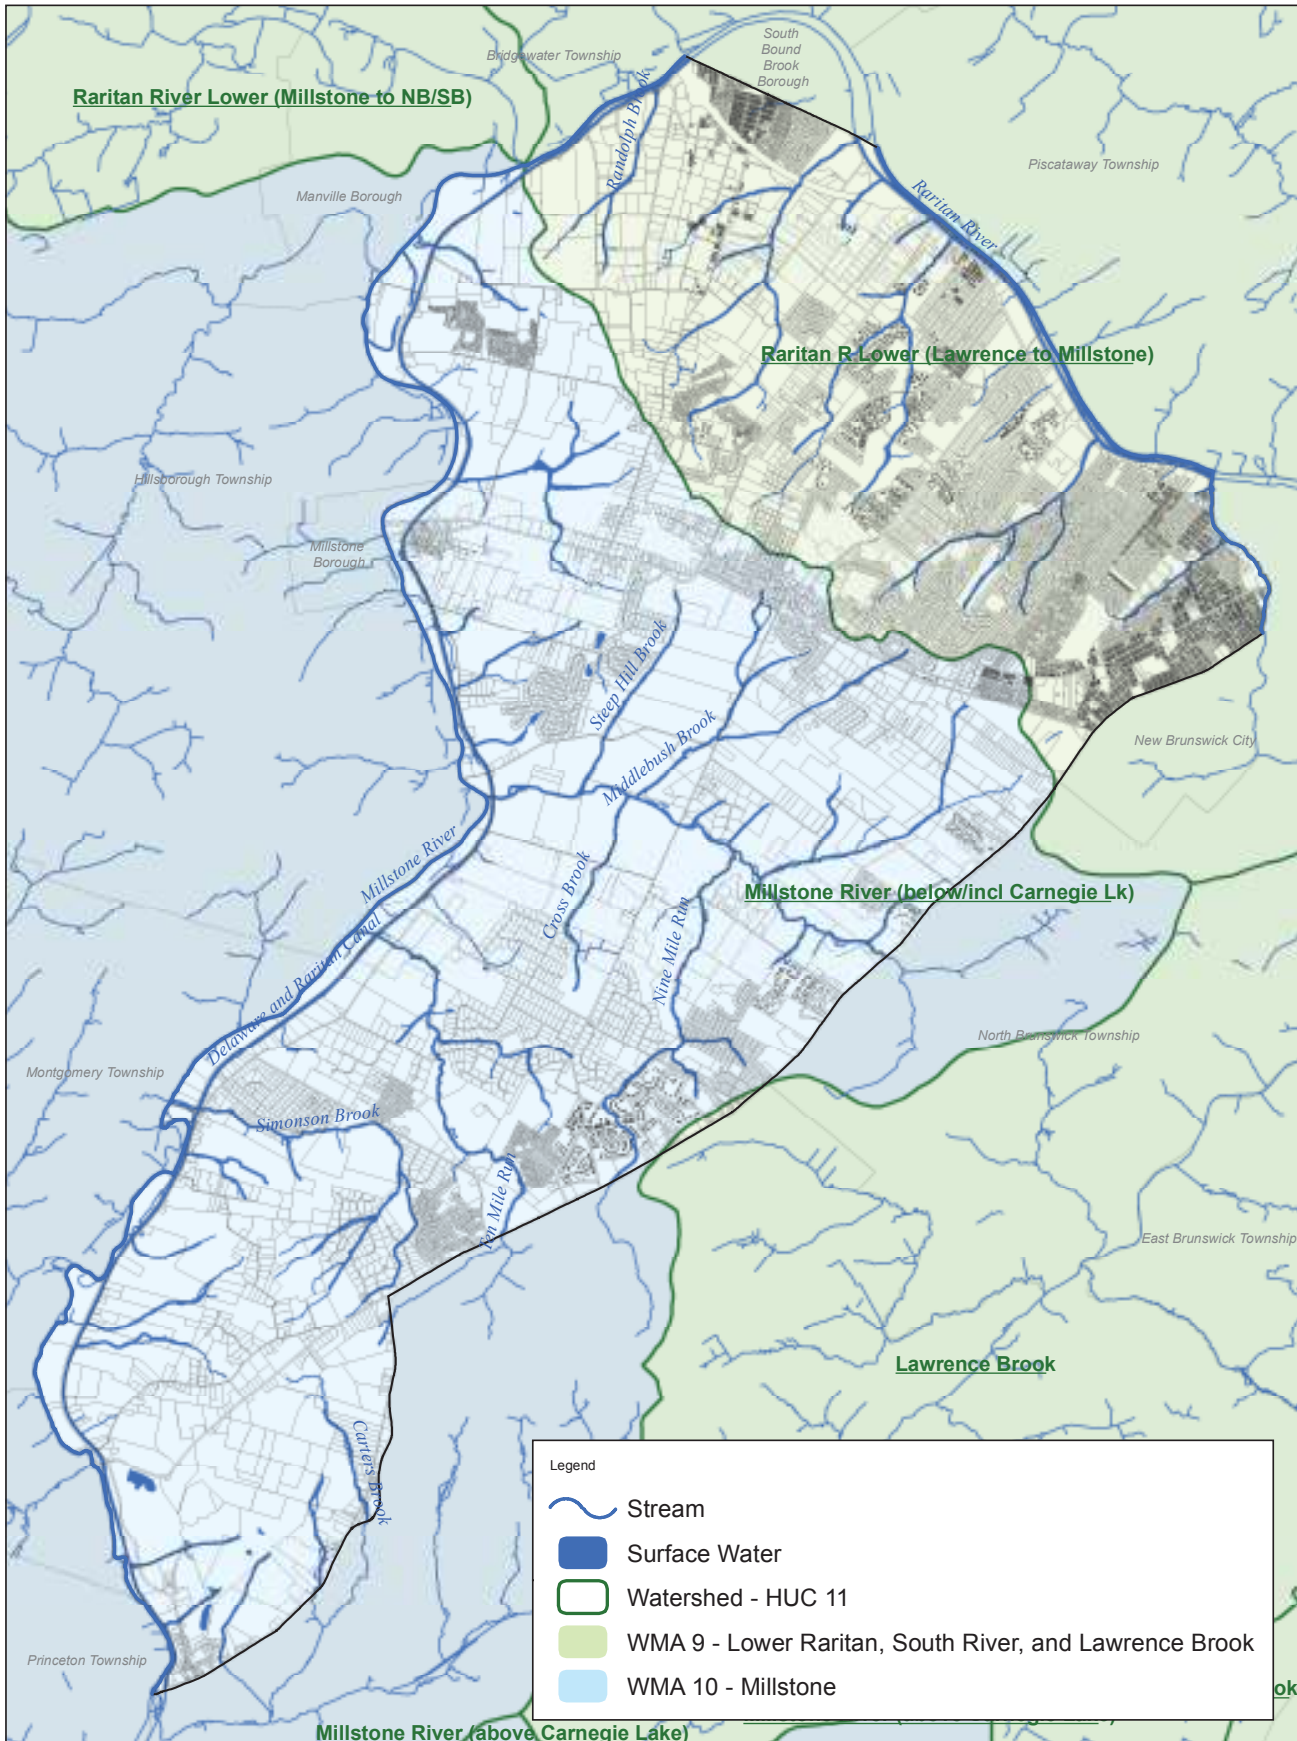 South
Bound
Brook
Borough
Bridgewater Township
Raritan River Lower (Millstone to NB/SB)
Randolph Brook
Piscataway Township
Manville Borough
Raritan River
Raritan R Lower (Lawrence to Millstone)
Hillsborough Township
Millstone
Borough
Steep Hill Brook
Middlebush Brook
New Brunswick City
Millstone River
Cross Brook
Millstone River (below/incl Carnegie Lk)
Nine Mile Run
Delaware and Raritan Canal
North Brunswick Township
Montgomery Township
Simonson Brook
Ten Mile Run
East Brunswick Township
Lawrence Brook
Carters Brook
Legend
Stream
Surface Water
Watershed - HUC 11
WMA 9 - Lower Raritan, South River, and Lawrence Brook
WMA 10 - Millstone
Princeton Township
ok
Millstone River (above Carnegie Lake)